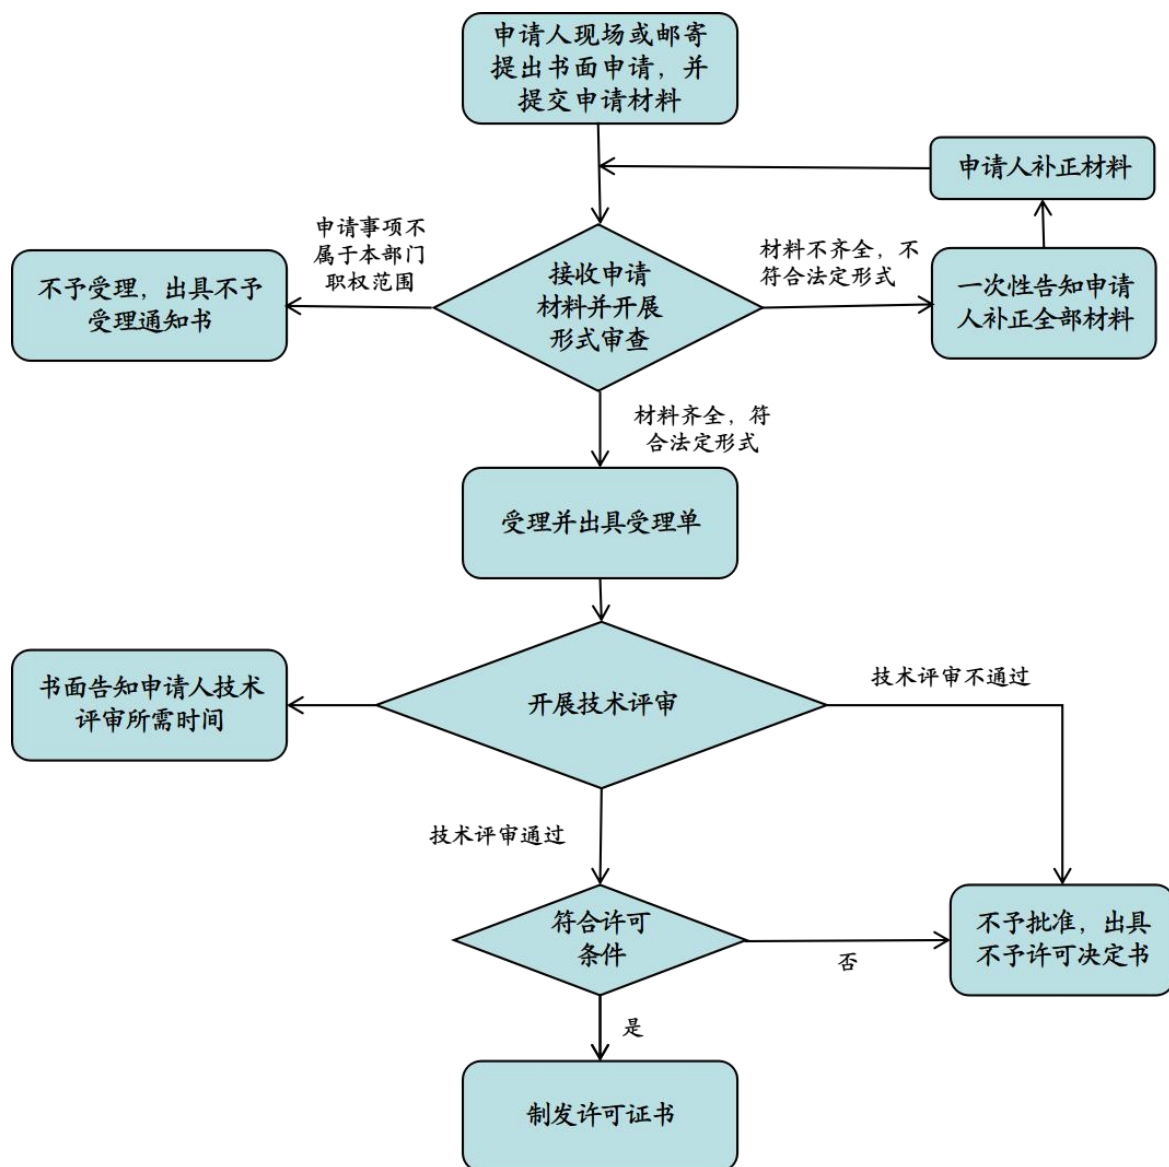 申请人现场或邮寄
提出书面申请，并
提交申请材料
申请人补正材料
申请事项不
属于本部门
职权范围
材料不齐全，不
符合法定形式
不予受理，出具不予
受理通知书
接收申请
材料并开展
形式审查
一次性告知申请
人补正全部材料
材料齐全，符
合法定形式
受理并出具受理单
书面告知申请人技术
评审所需时间
开展技术评审
技术评审不通过
技术评审通过
符合许可
条件
否
不予批准，出具
不予许可决定书
是
制发许可证书